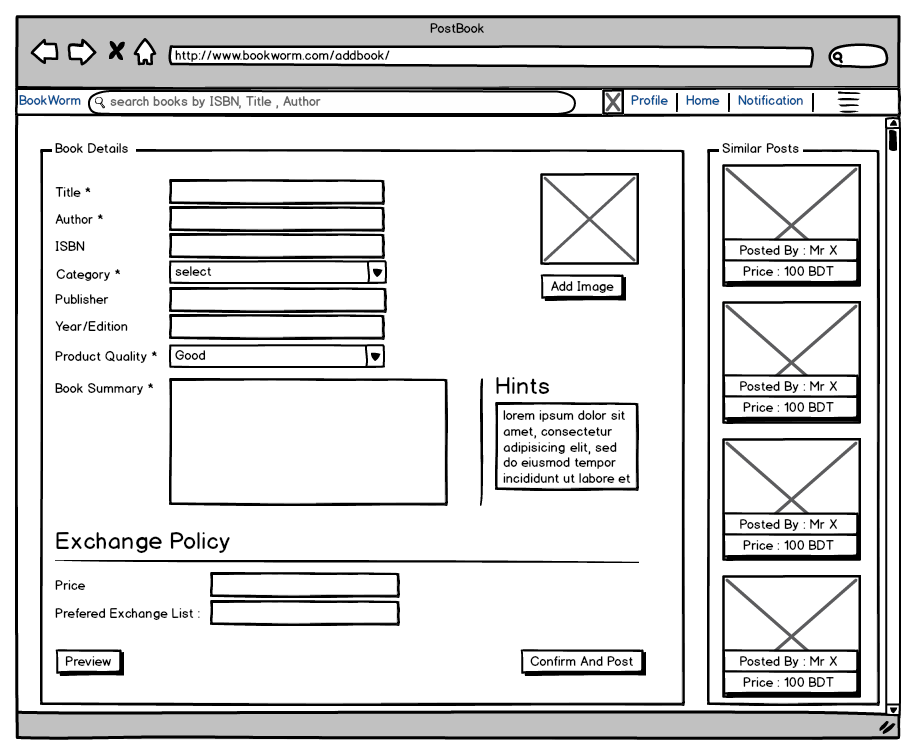 PostBook
http://www.bookworm.com/addbook/
BookWorm
search books by ISBN, Title , Author
Profile
Home
Notification
Book Details
Title *
Author *
ISBN
Category *
select
Publisher
Year/Edition
Product Quality *
Good
Book Summary *
Add Image
Hints
lorem ipsum dolor sit
amet, consectetur
adipisicing elit, sed
do eiusmod tempor
incididunt ut labore et
Exchange Policy
Price
Prefered Exchange List :
Preview
Confirm And Post
Similar Posts
Posted By : Mr X
Price : 100 BDT
Posted By : Mr X
Price : 100 BDT
Posted By : Mr X
Price : 100 BDT
Posted By : Mr X
Price : 100 BDT